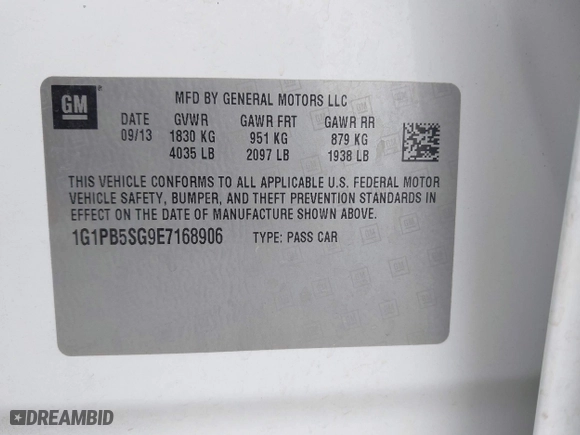 GM
MFD BY GENERAL MOTORS LLC
DATE GVWR GAWR FRT GAWR RR
09/13 1830 KG 951 KG 879 KG
4035 LB 2097 LB 1938 LB
THIS VEHICLE CONFORMS TO ALL APPLICABLE U.S. FEDERAL MOTOR
VEHICLE SAFETY, BUMPER, AND THEFT PREVENTION STANDARDS IN
EFFECT ON THE DATE OF MANUFACTURE SHOWN ABOVE.
1G1PB5SG9E7168906 TYPE: PASS CAR
DREAMBID